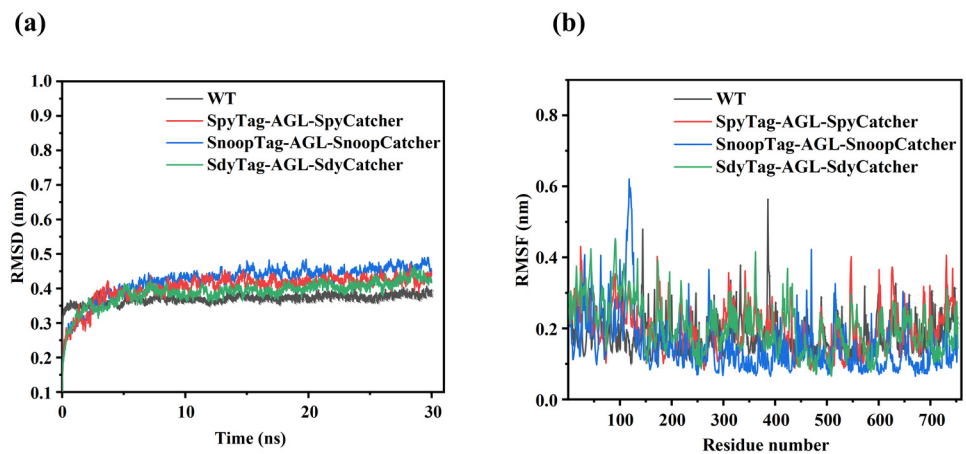 (a)
1.0
0.9
0.8
0.7
0.6
0.5
0.4
0.3
0.2
0.1
RMSD (nm)
WT
SpyTag-AGL-SpyCatcher
SnoopTag-AGL-SnoopCatcher
SdyTag-AGL-SdyCatcher
0
10
20
30
Time (ns)
(b)
0.8
0.6
0.4
0.2
0.0
RMSF (nm)
WT
SpyTag-AGL-SpyCatcher
SnoopTag-AGL-SnoopCatcher
SdyTag-AGL-SdyCatcher
100 200 300 400 500 600 700
Residue number